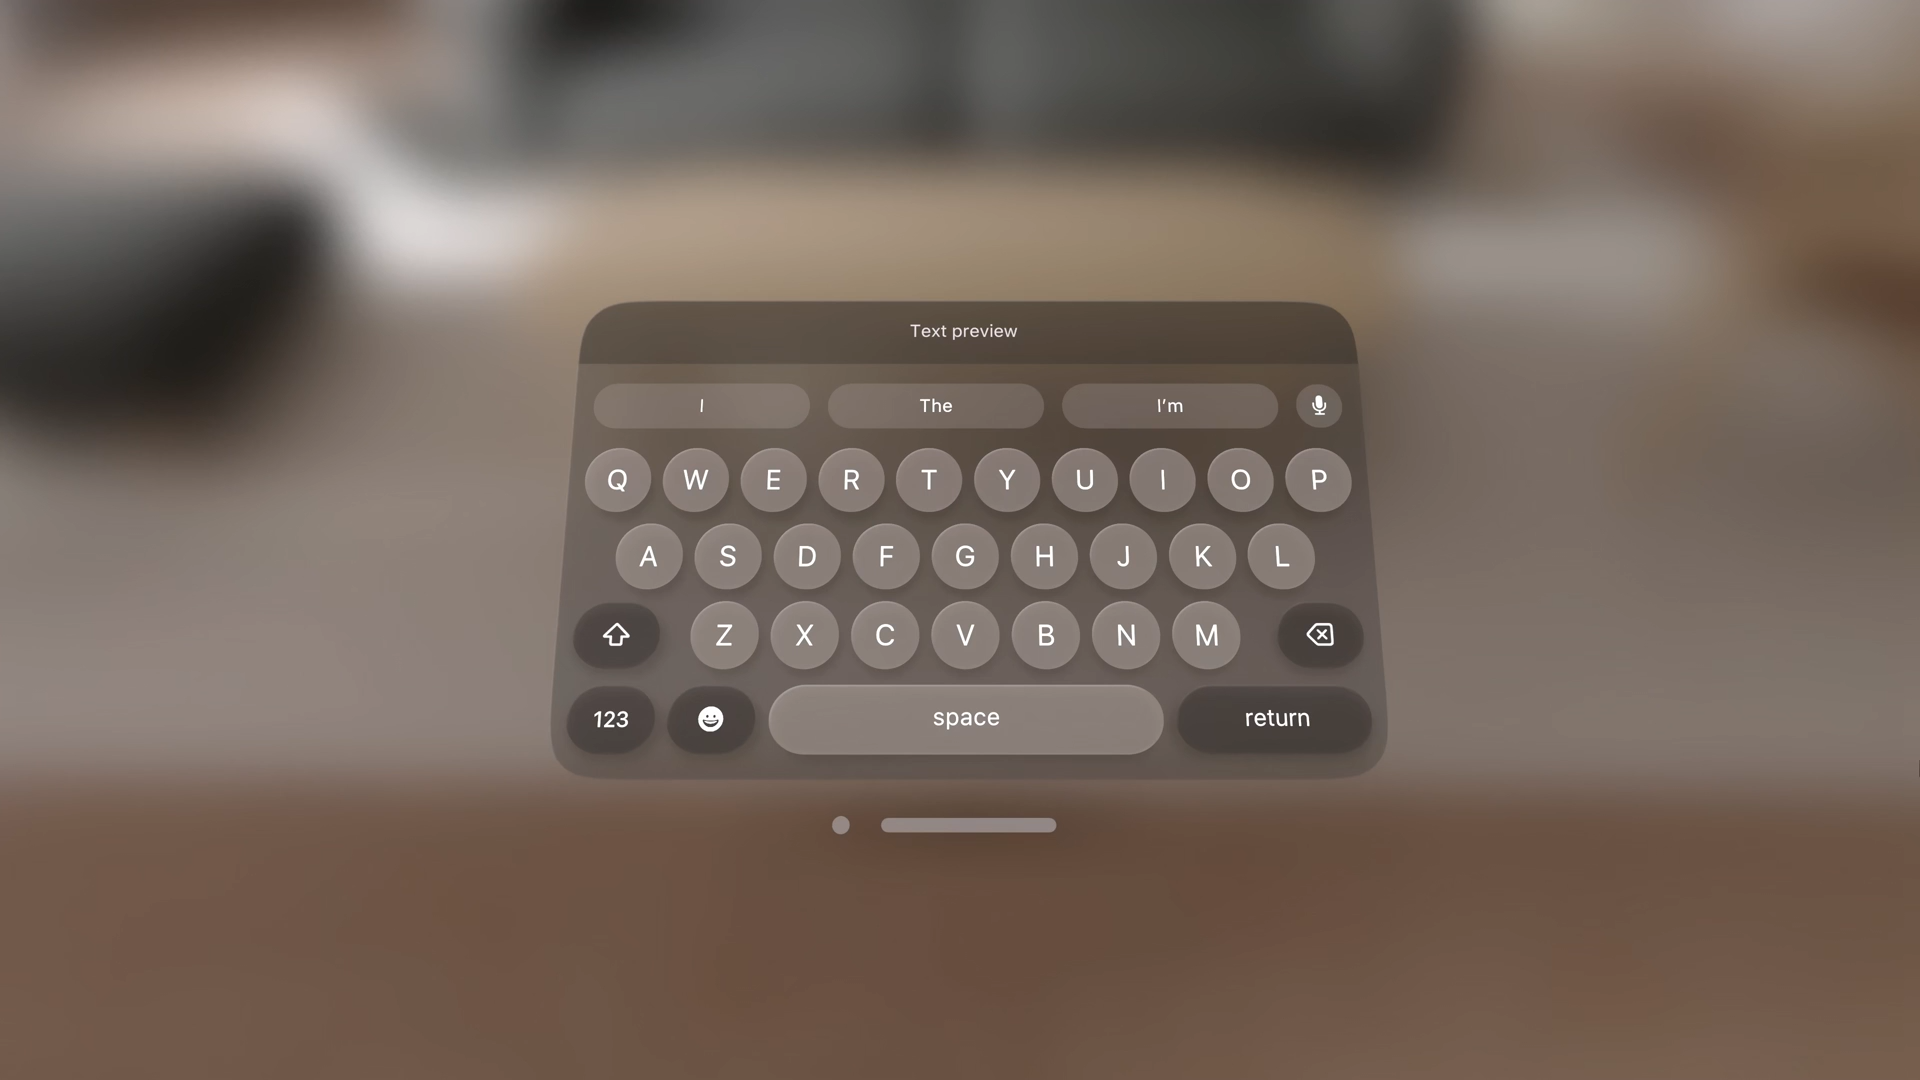 Text preview
I The I'm
Q W E R T Y U I O P
A S D F G H J K L
Z X C V B N M
123 space return